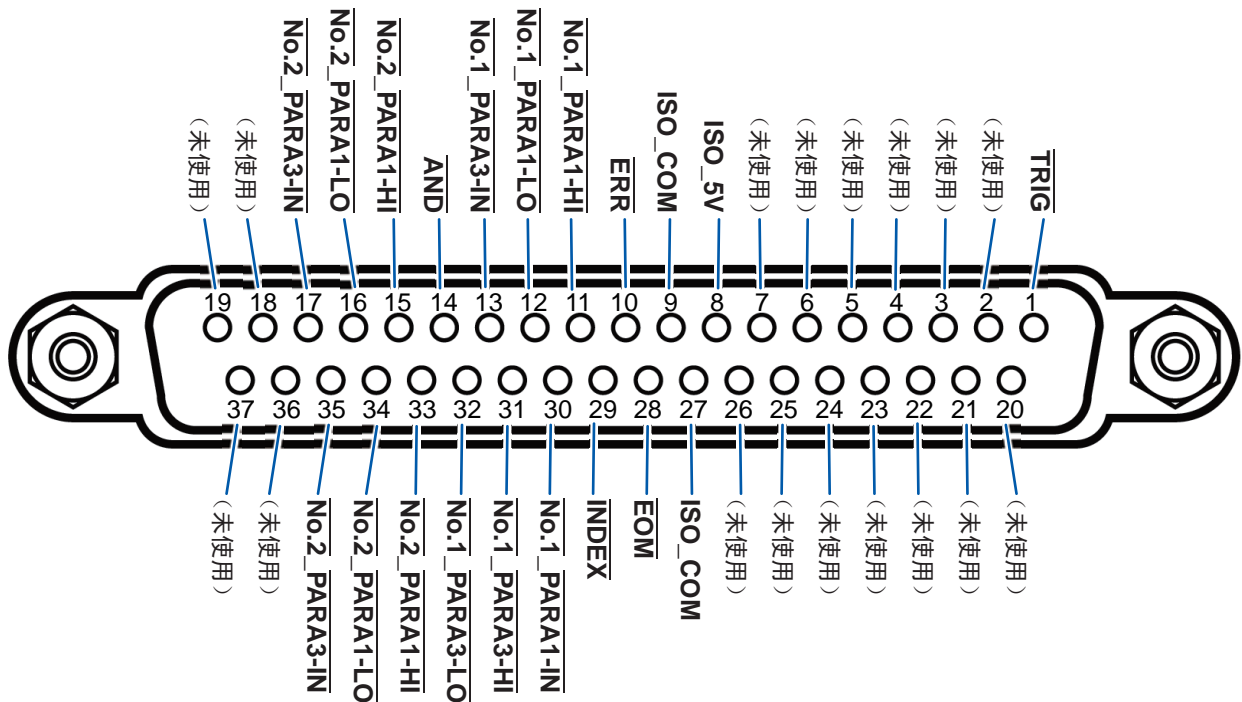 (未使用)
(未使用)
No.2_PARA3-IN
No.2_PARA1-LO
No.2_PARA1-HI
AND
No.1_PARA3-IN
No.1_PARA1-LO
No.1_PARA1-HI
ERR
ISO_COM
ISO_5V
(未使用)
(未使用)
(未使用)
(未使用)
(未使用)
(未使用)
TRIG
19 18 17 16 15 14 13 12 11 10 9 8 7 6 5 4 3 2 1
37 36 35 34 33 32 31 30 29 28 27 26 25 24 23 22 21 20
(未使用)
(未使用)
No.2_PARA3-IN
No.2_PARA1-LO
No.2_PARA1-HI
No.1_PARA3-LO
No.1_PARA3-HI
No.1_PARA1-IN
INDEX
EOM
ISO_COM
(未使用)
(未使用)
(未使用)
(未使用)
(未使用)
(未使用)
(未使用)